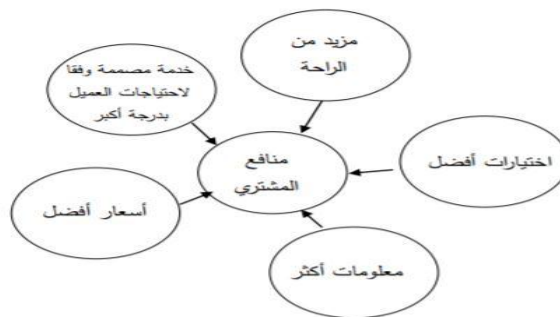 مزيد من
الراحة
خدمة مصممة وفقا
لاحتياجات العميل
بدرجة أكبر
منافع
المشتري
اختيارات أفضل
أسعار أفضل
معلومات أكثر